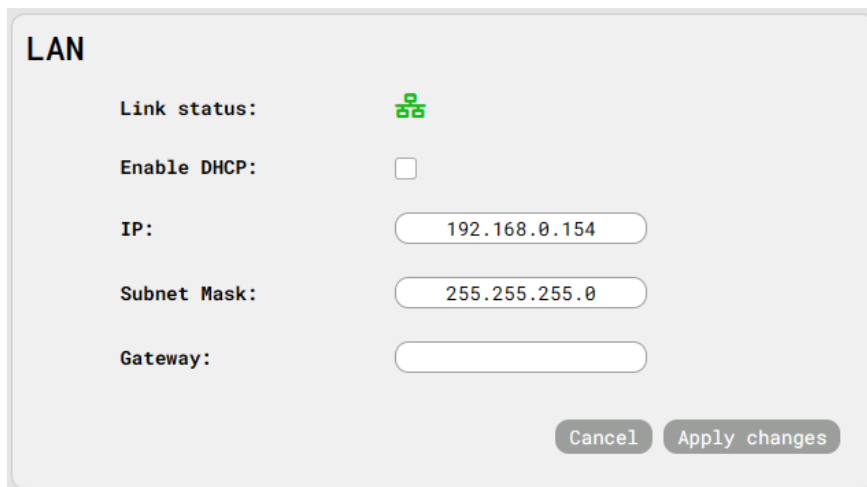 LAN
Link status:
Enable DHCP:
IP: 192.168.0.154
Subnet Mask: 255.255.255.0
Gateway:
Cancel Apply changes